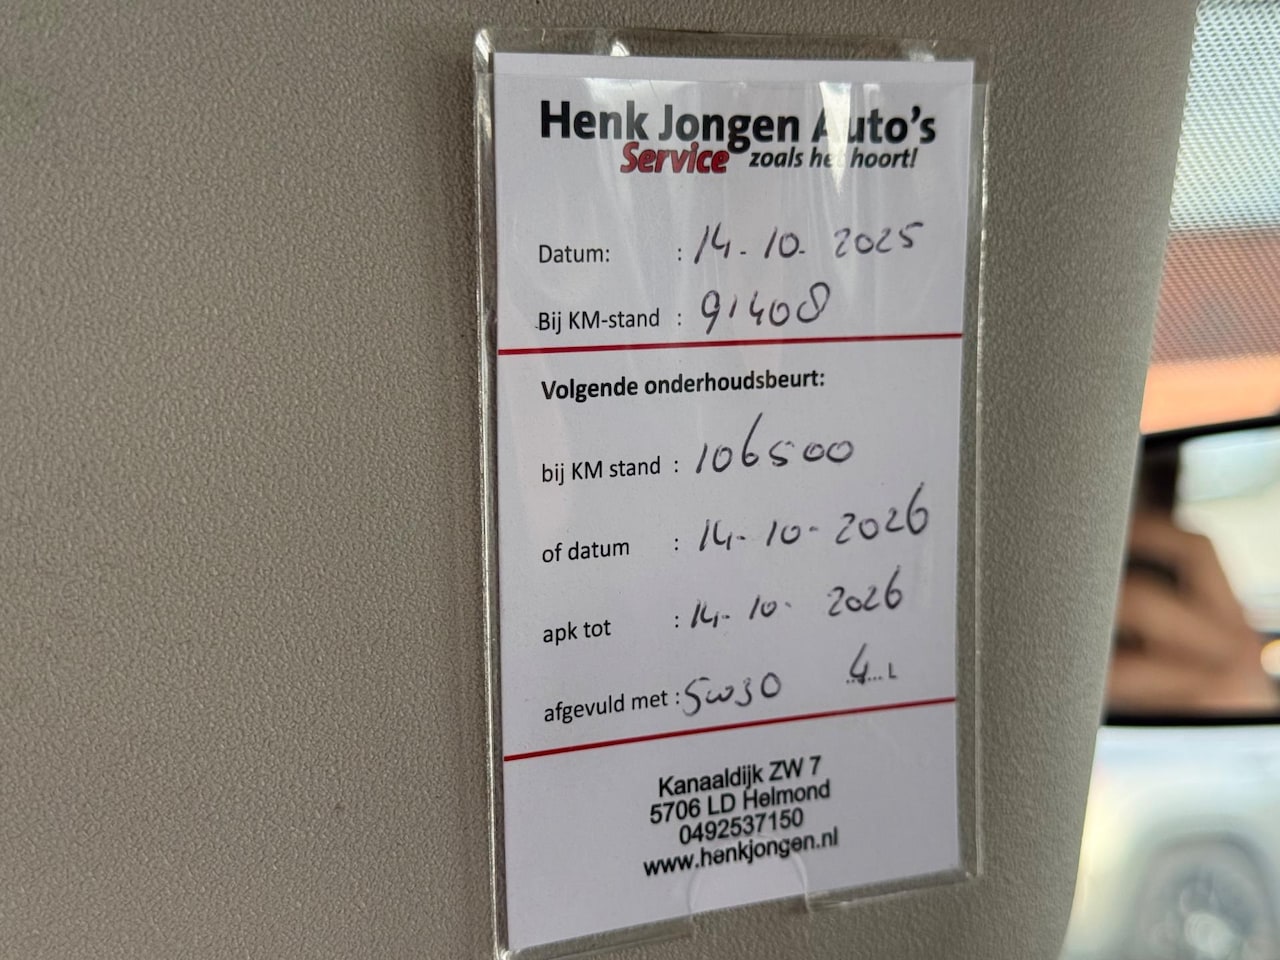 Henk Jongen Auto's
Service zoals het hoort!
Datum: : 14-10-2025
Bij KM-stand : 91408
Volgende onderhoudsbeurt:
bij KM stand : 106500
of datum : 14-10-2026
apk tot : 14-10-2026
afgevuld met : 5w30 4...L
Kanaaldijk ZW 7
5706 LD Helmond
0492537150
www.henkjongen.nl